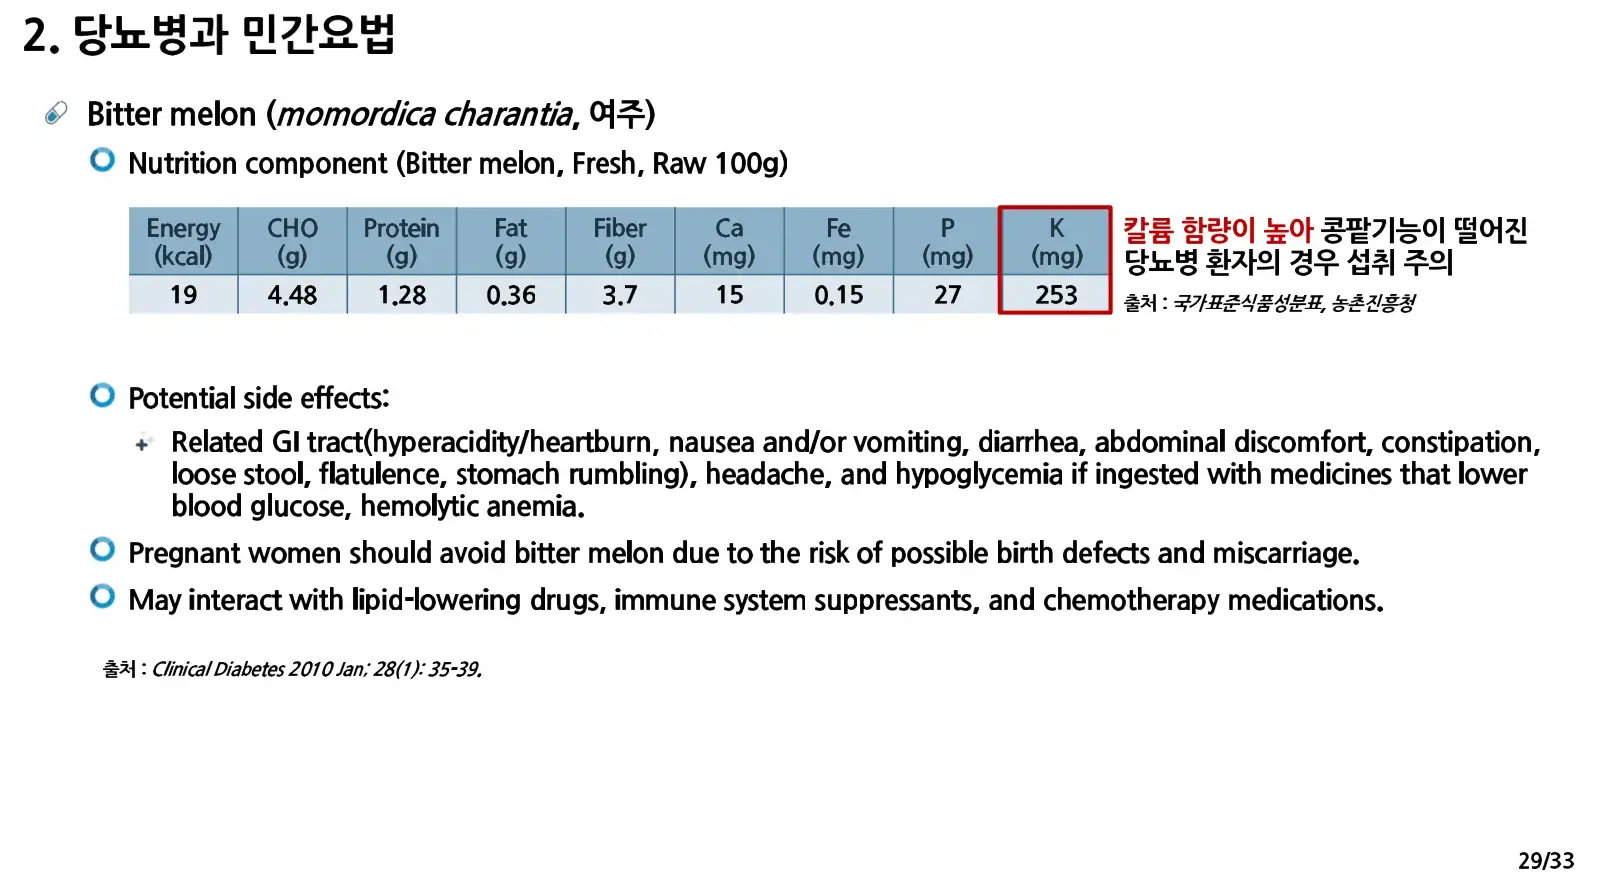 2. 당뇨병과 민간요법
Bitter melon (momordica charantia, 여주)
Nutrition component (Bitter melon, Fresh, Raw 100g)
Energy (kcal) CHO (g) Protein (g) Fat (g) Fiber (g) Ca (mg) Fe (mg) P (mg) K (mg)
19 4.48 1.28 0.36 3.7 15 0.15 27 253
칼륨 함량이 높아 콩팥기능이 떨어진
당뇨병 환자의 경우 섭취 주의
출처 : 국가표준식품성분표, 농촌진흥청
Potential side effects:
Related GI tract(hyperacidity/heartburn, nausea and/or vomiting, diarrhea, abdominal discomfort, constipation,
loose stool, flatulence, stomach rumbling), headache, and hypoglycemia if ingested with medicines that lower
blood glucose, hemolytic anemia.
Pregnant women should avoid bitter melon due to the risk of possible birth defects and miscarriage.
May interact with lipid-lowering drugs, immune system suppressants, and chemotherapy medications.
출처 : Clinical Diabetes 2010 Jan; 28(1): 35-39.
29/33